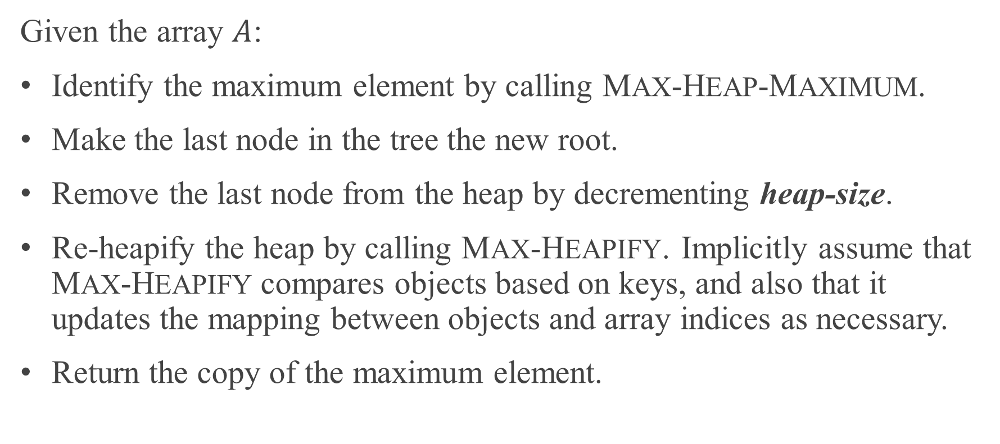 Given the array A:
• Identify the maximum element by calling MAX-HEAP-MAXIMUM.
• Make the last node in the tree the new root.
• Remove the last node from the heap by decrementing heap-size.
• Re-heapify the heap by calling MAX-HEAPIFY. Implicitly assume that
MAX-HEAPIFY compares objects based on keys, and also that it
updates the mapping between objects and array indices as necessary.
• Return the copy of the maximum element.